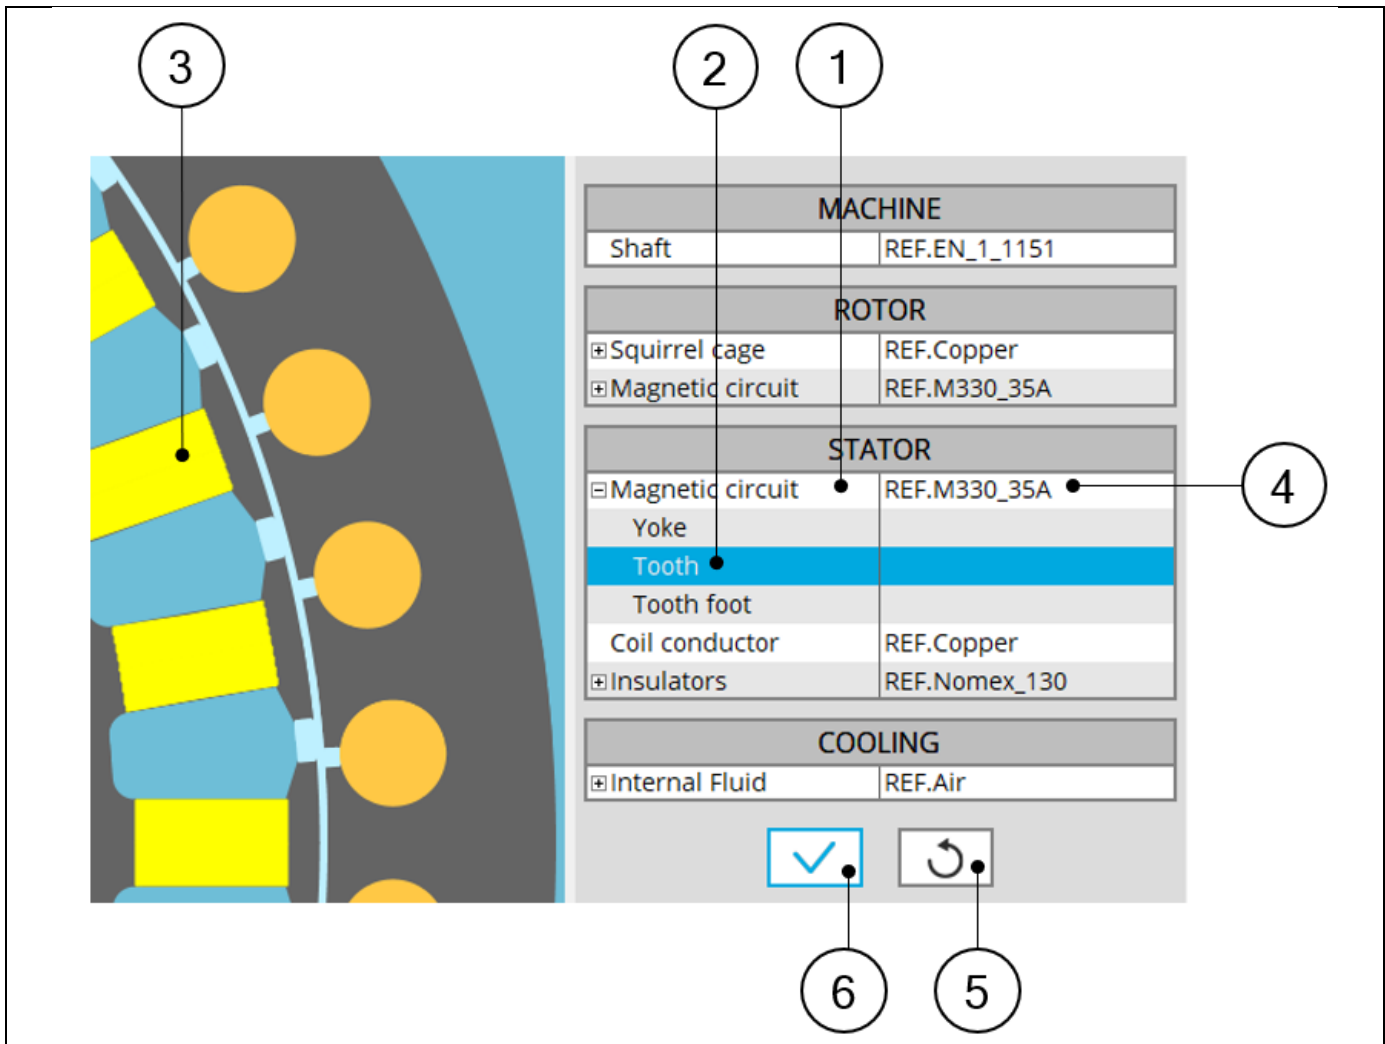 3 2 1
MACHINE
Shaft REF.EN_1_1151
ROTOR
Squirrel cage REF.Copper
Magnetic circuit REF.M330_35A
STATOR
Magnetic circuit REF.M330_35A 4
Yoke
Tooth
Tooth foot
Coil conductor REF.Copper
Insulators REF.Nomex_130
COOLING
Internal Fluid REF.Air
6 5